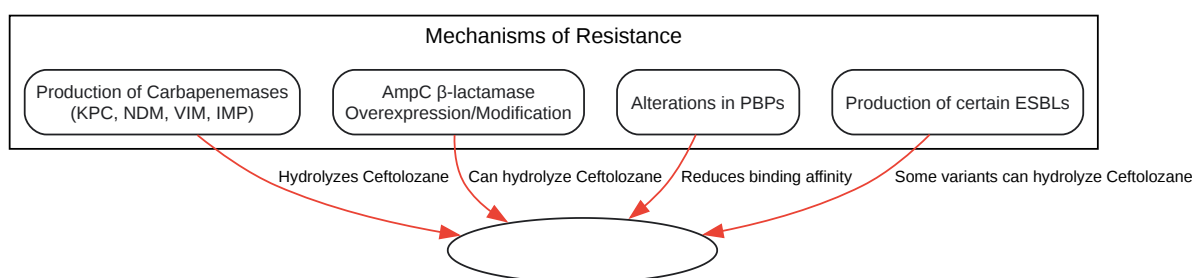 Mechanisms of Resistance
Production of Carbapenemases
(KPC, NDM, VIM, IMP)
AmpC β-lactamase
Overexpression/Modification
Alterations in PBPs
Production of certain ESBLs
Hydrolyzes Ceftolozane
Can hydrolyze Ceftolozane
Reduces binding affinity
Some variants can hydrolyze Ceftolozane